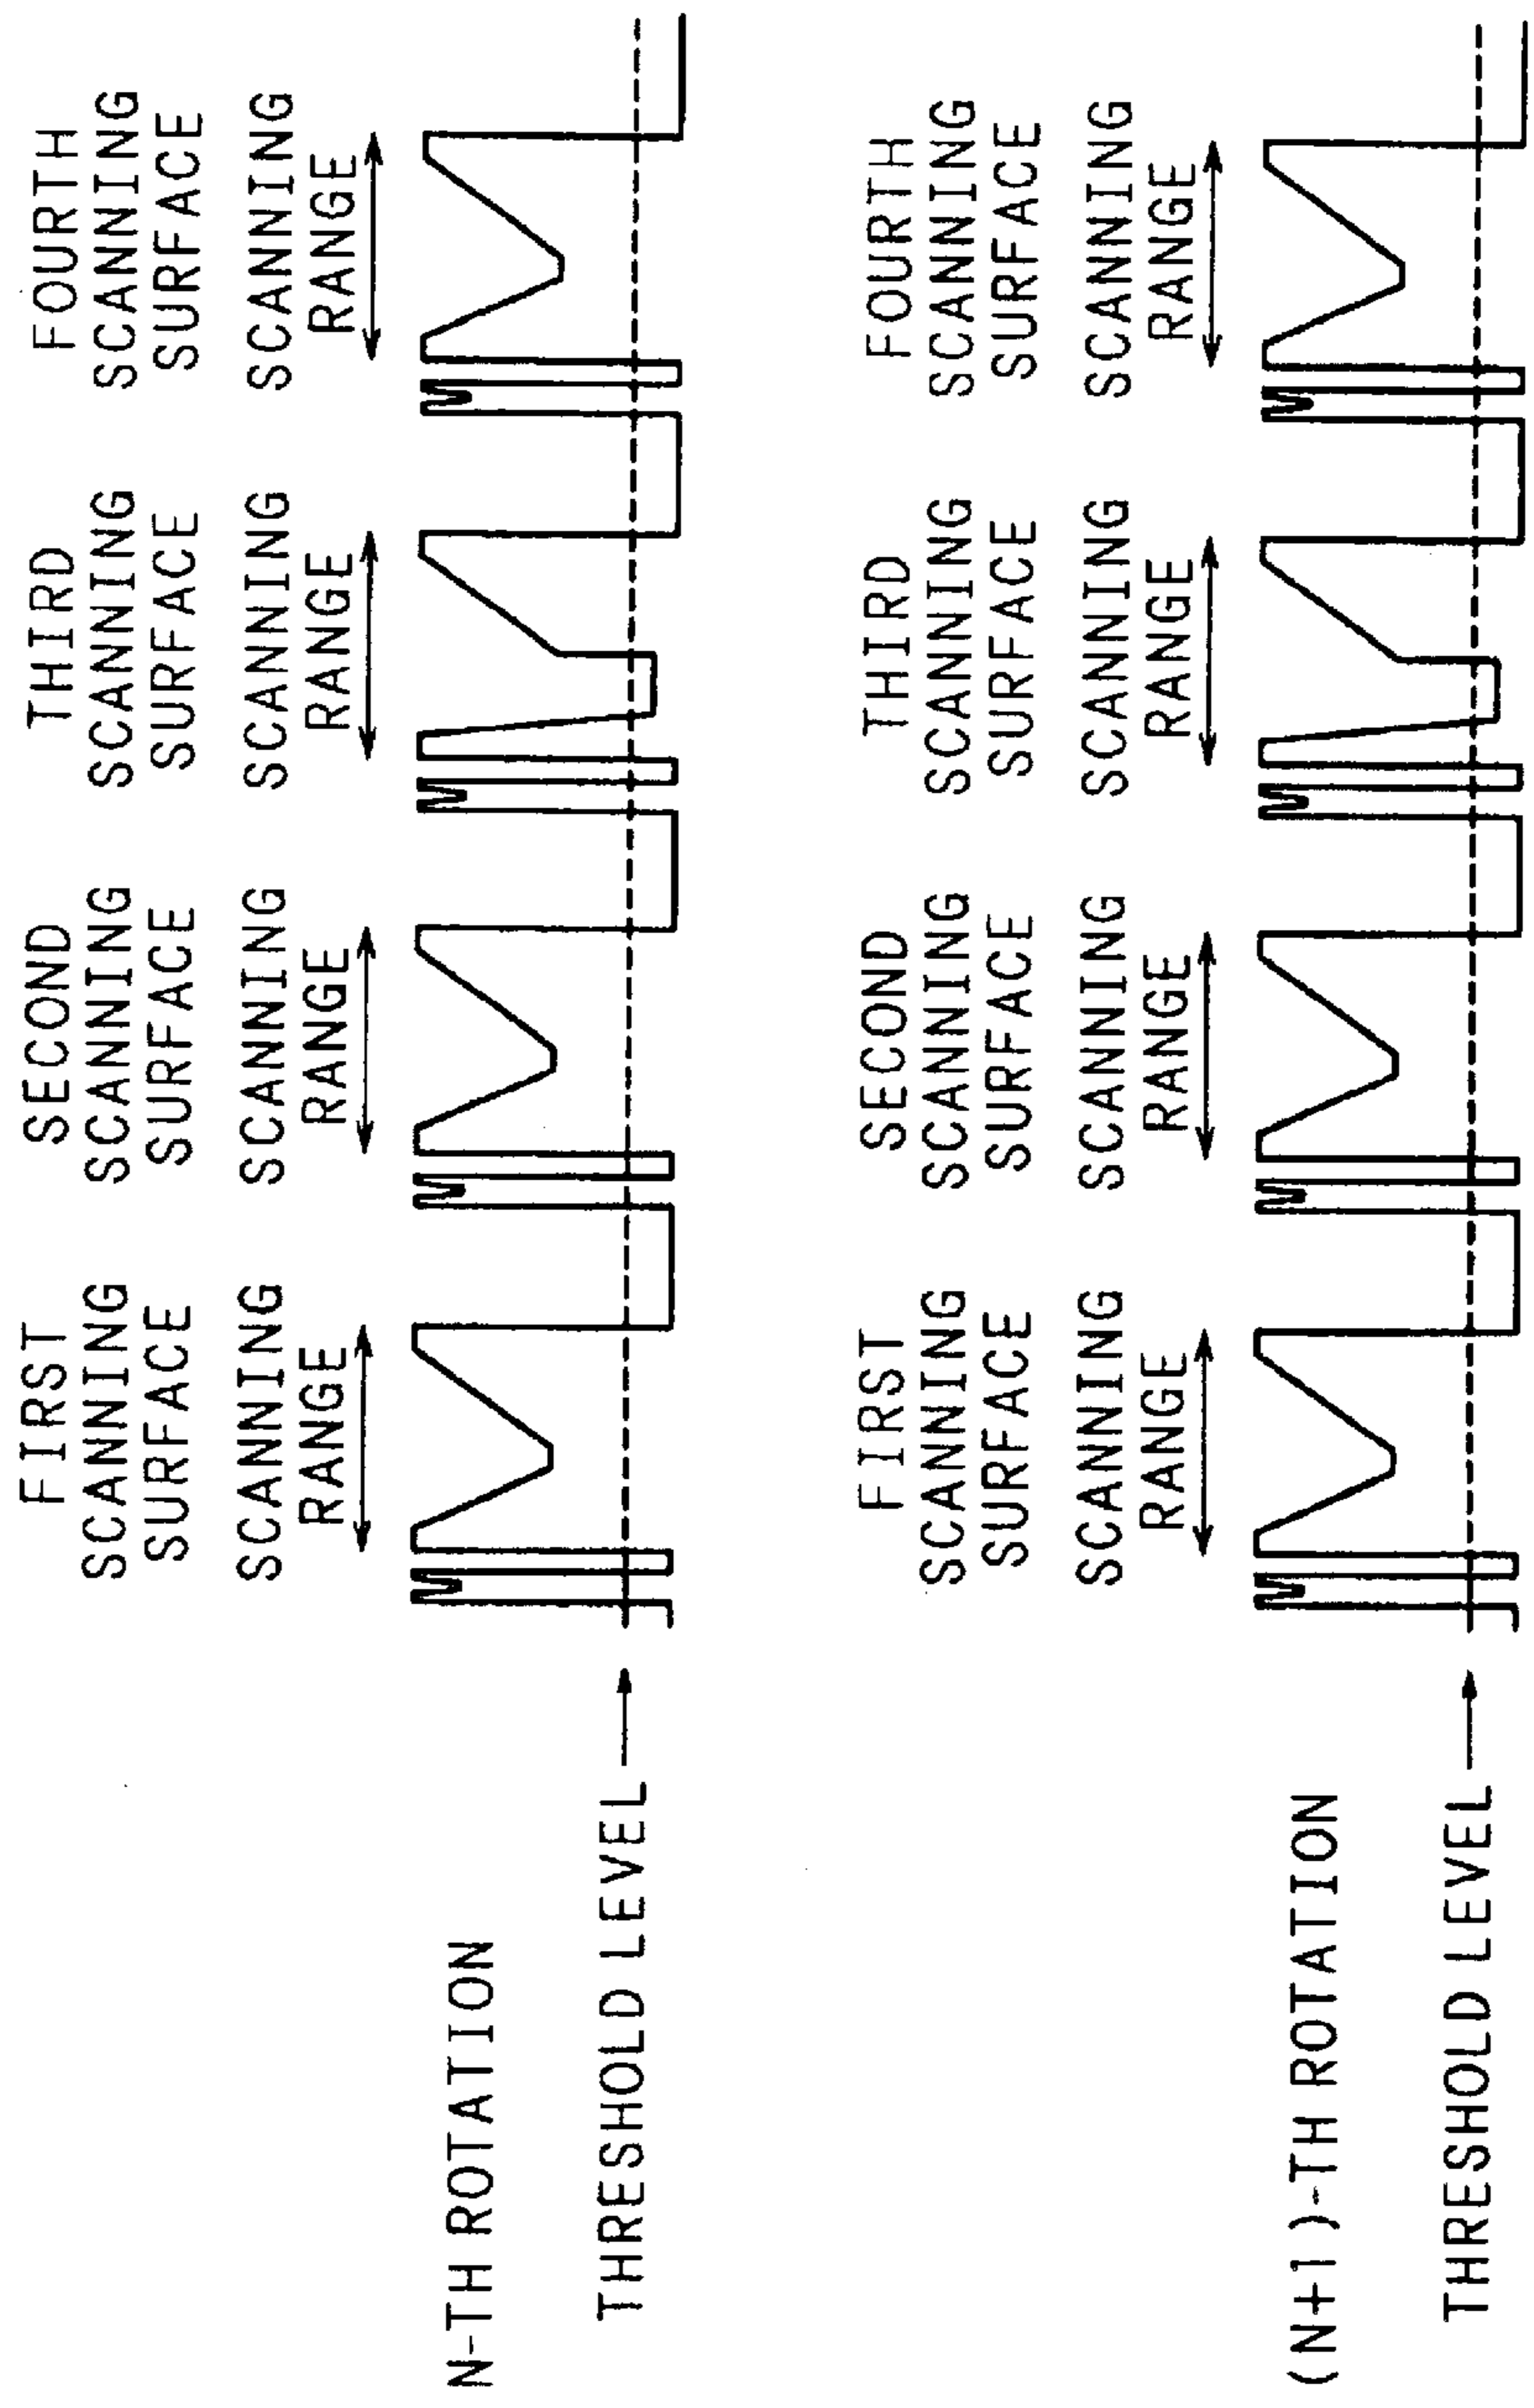 FIRST
SCANNING
SURFACE
SECOND
SCANNING
SURFACE
THIRD
SCANNING
SURFACE
FOURTH
SCANNING
SURFACE
SCANNING
RANGE
SCANNING
RANGE
SCANNING
RANGE
SCANNING
RANGE
N-TH ROTATION
THRESHOLD LEVEL
FIRST
SCANNING
SURFACE
SECOND
SCANNING
SURFACE
THIRD
SCANNING
SURFACE
FOURTH
SCANNING
SURFACE
SCANNING
RANGE
SCANNING
RANGE
SCANNING
RANGE
SCANNING
RANGE
(N+1)-TH ROTATION
THRESHOLD LEVEL